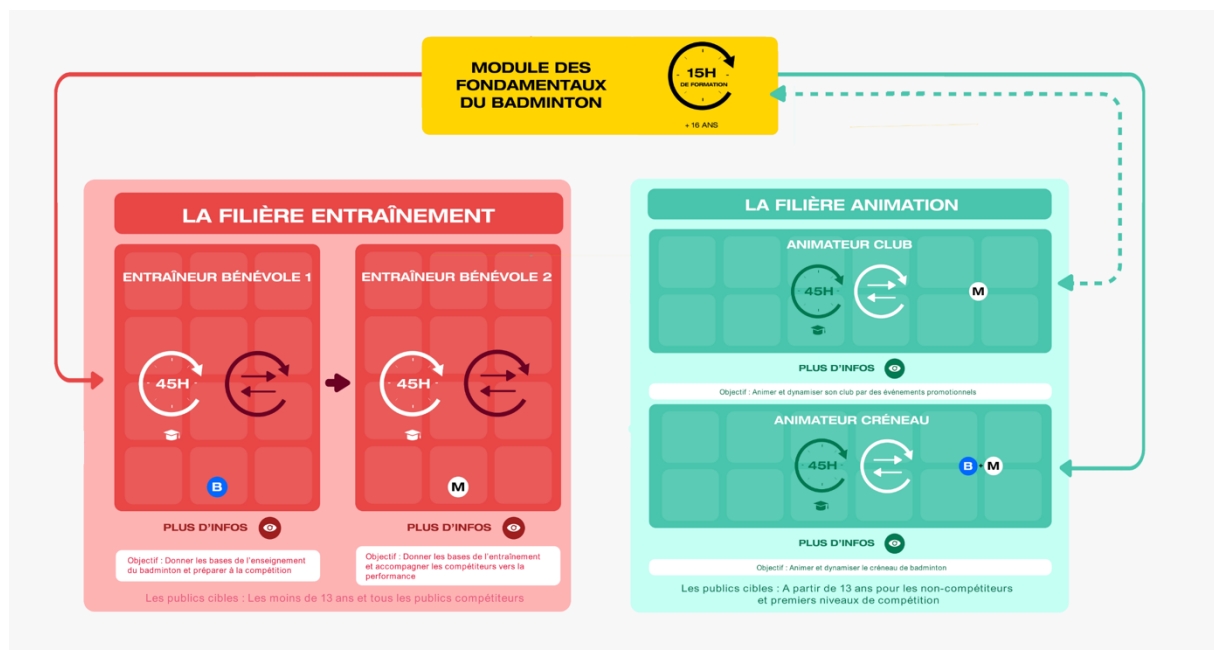 MODULE DES
FONDAMENTAUX
DU BADMINTON
15H
DE FORMATION
+ 16 ANS
LA FILIÈRE ENTRAÎNEMENT
ENTRAÎNEUR BÉNÉVOLE 1
45H
B
PLUS D'INFOS
Objectif : Donner les bases de l'enseignement
du badminton et préparer à la compétition
ENTRAÎNEUR BÉNÉVOLE 2
45H
M
PLUS D'INFOS
Objectif : Donner les bases de l'entraînement
et accompagner les compétiteurs vers la
performance
Les publics cibles : Les moins de 13 ans et tous les publics compétiteurs
LA FILIÈRE ANIMATION
ANIMATEUR CLUB
45H
M
PLUS D'INFOS
Objectif : Animer et dynamiser son club par des évènements promotionnels
ANIMATEUR CRÉNEAU
45H
B · M
PLUS D'INFOS
Objectif : Animer et dynamiser le créneau de badminton
Les publics cibles : A partir de 13 ans pour les non-compétiteurs
et premiers niveaux de compétition